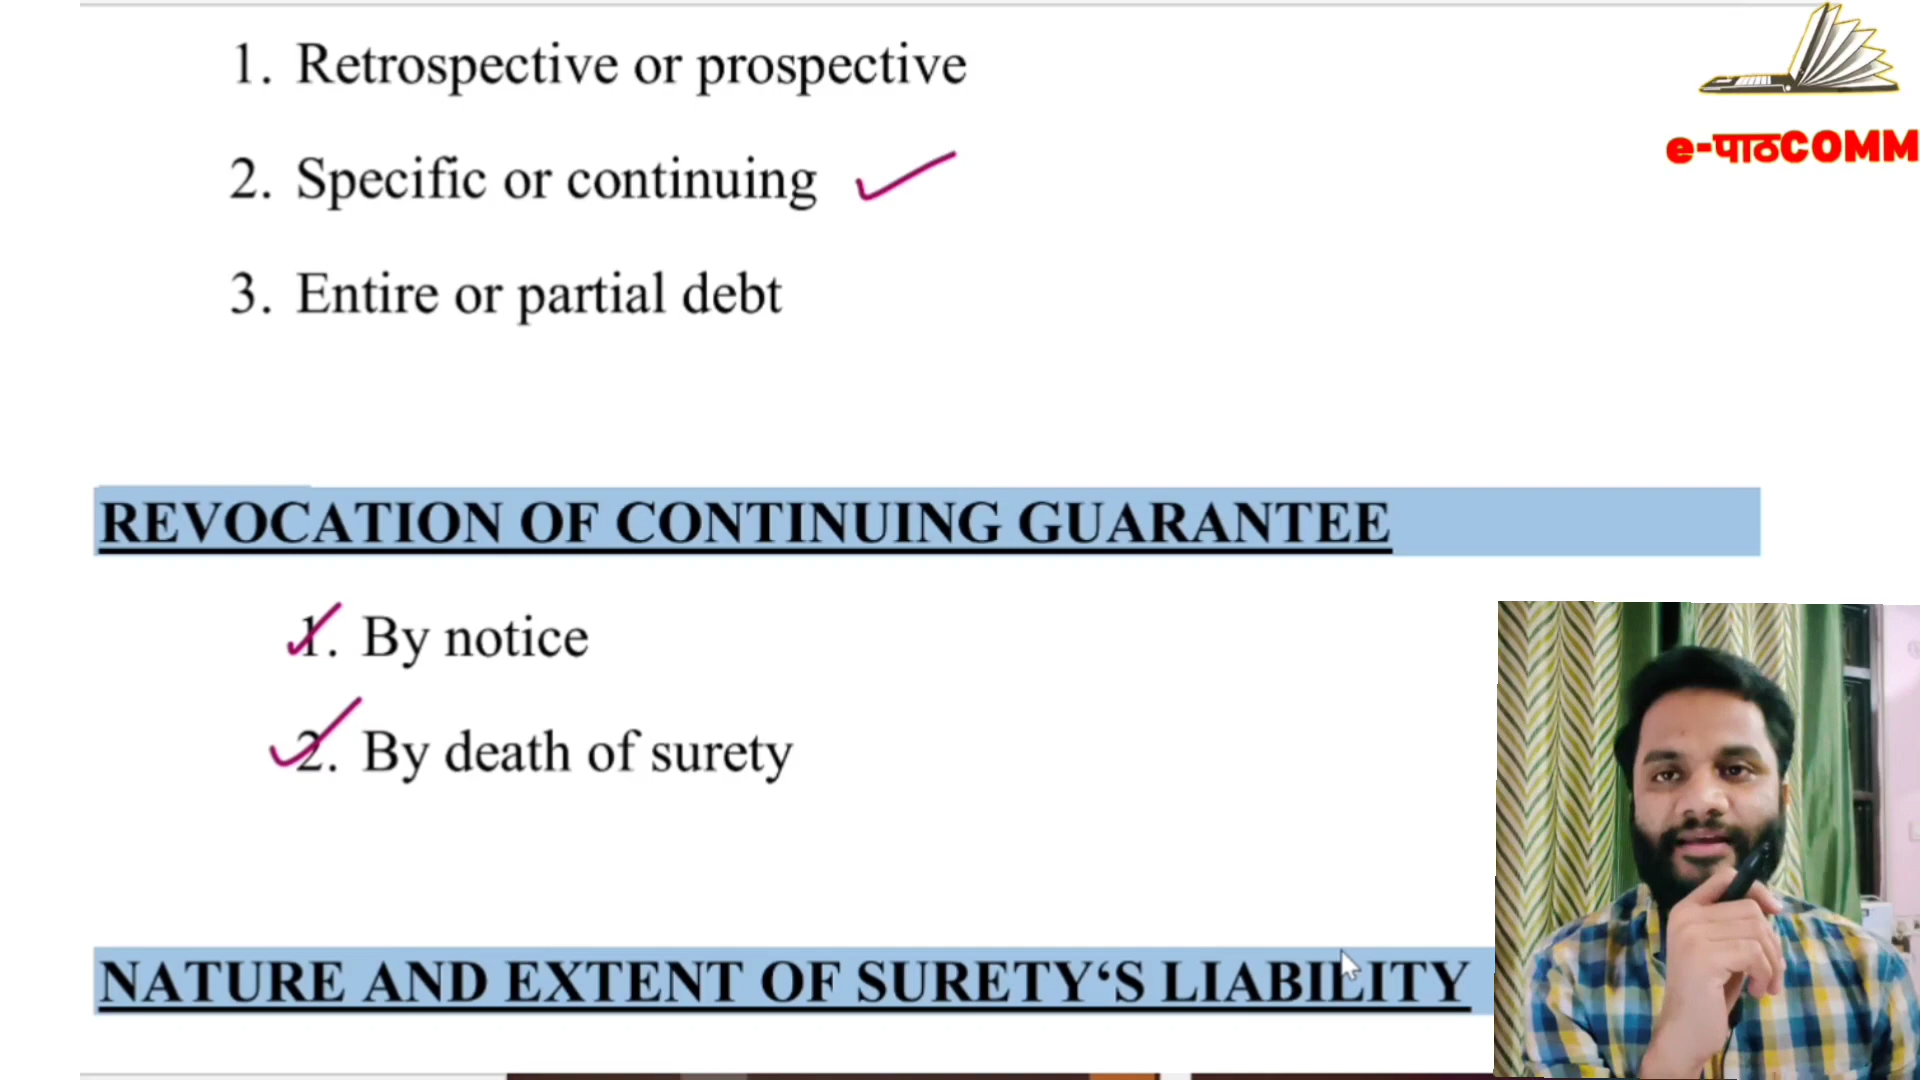 1. Retrospective or prospective
e-पाठCOMM
2. Specific or continuing
3. Entire or partial debt
REVOCATION OF CONTINUING GUARANTEE
1. By notice
2. By death of surety
NATURE AND EXTENT OF SURETY‘S LIABILITY